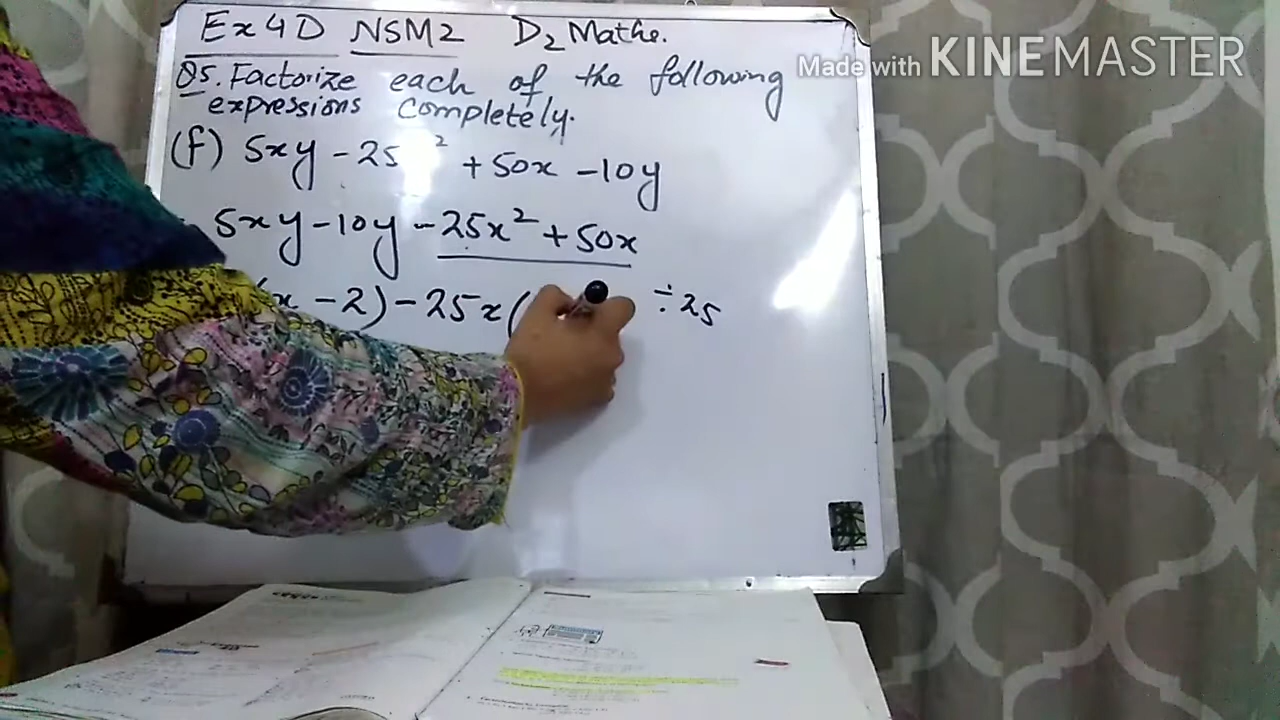 Ex 4D NSM2 D2 Maths.
Made with KINEMASTER
Q5. Factorize each of the following
expressions completely.
(f) 5xy - 25 ² + 50x - 10y
5xy - 10y - 25x² + 50x
(x - 2) - 25x( ÷ 25